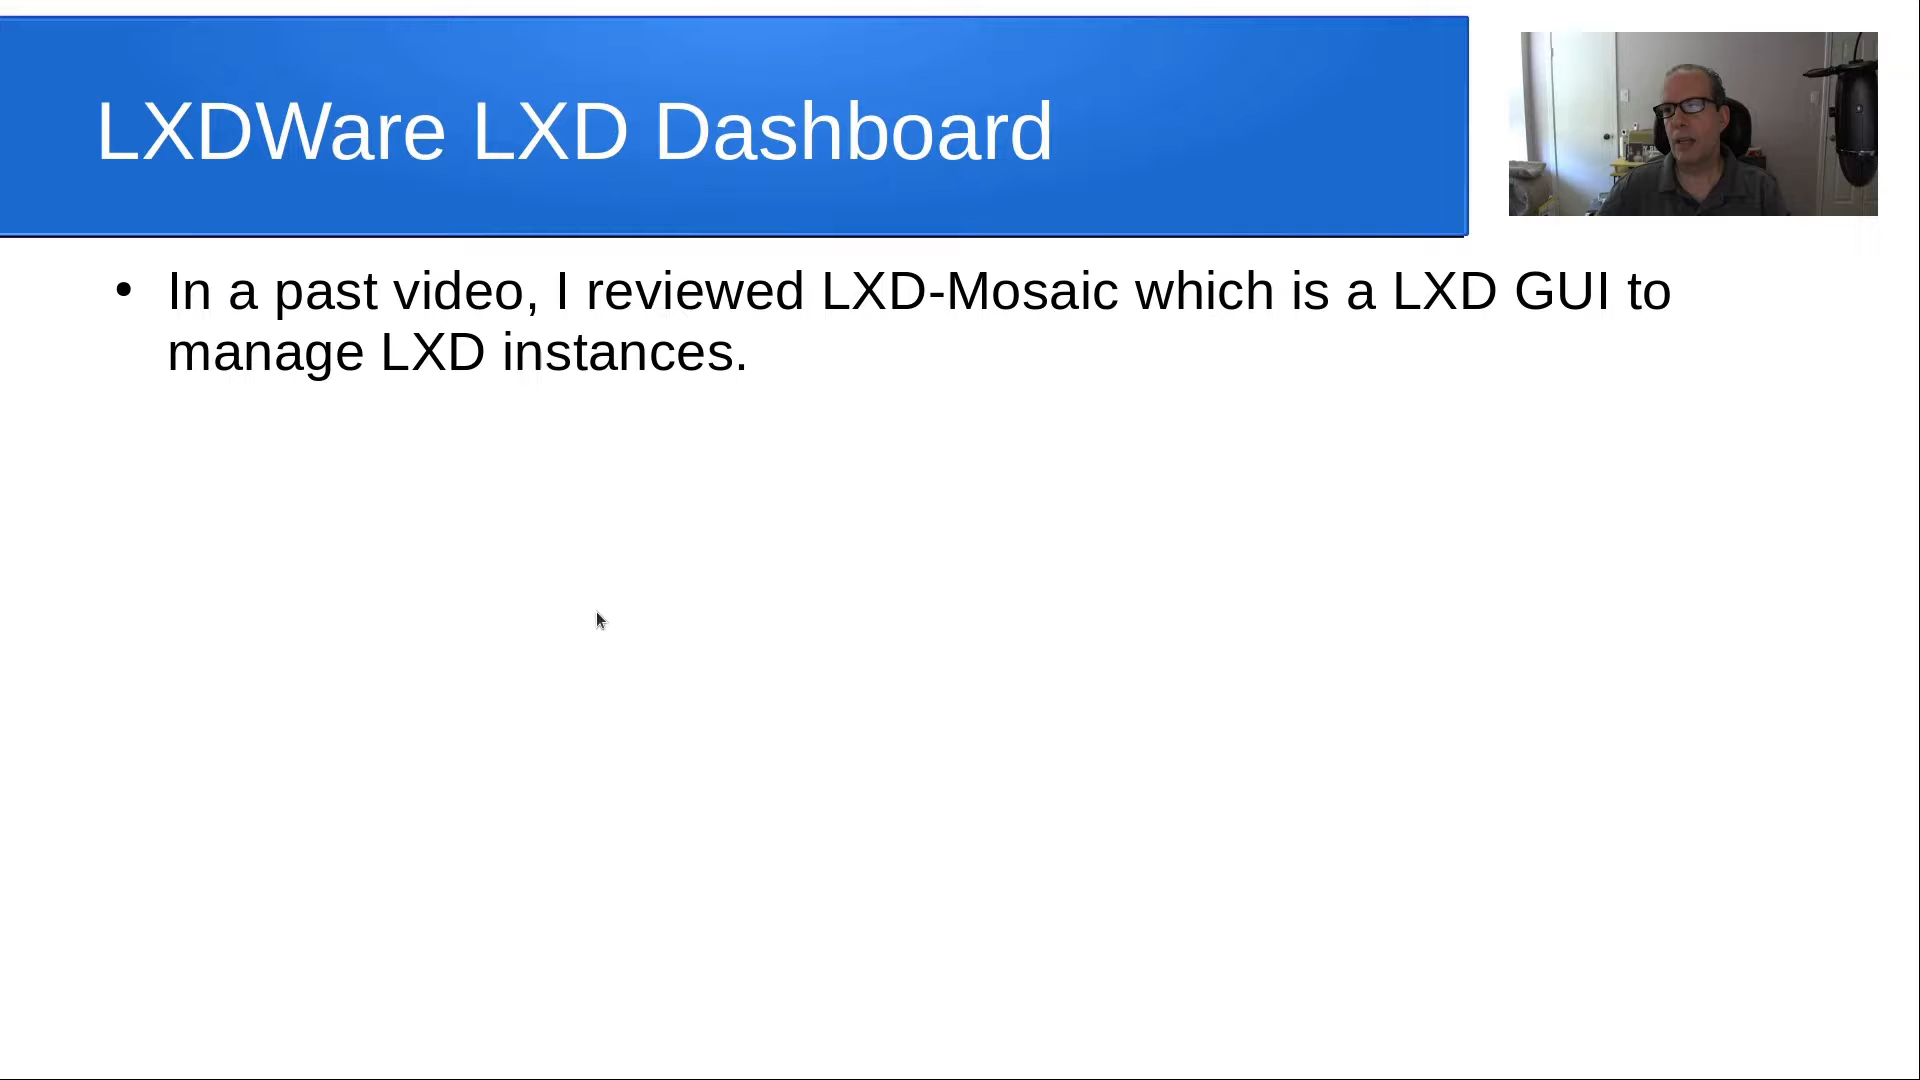 LXDWare LXD Dashboard
• In a past video, I reviewed LXD-Mosaic which is a LXD GUI to
manage LXD instances.